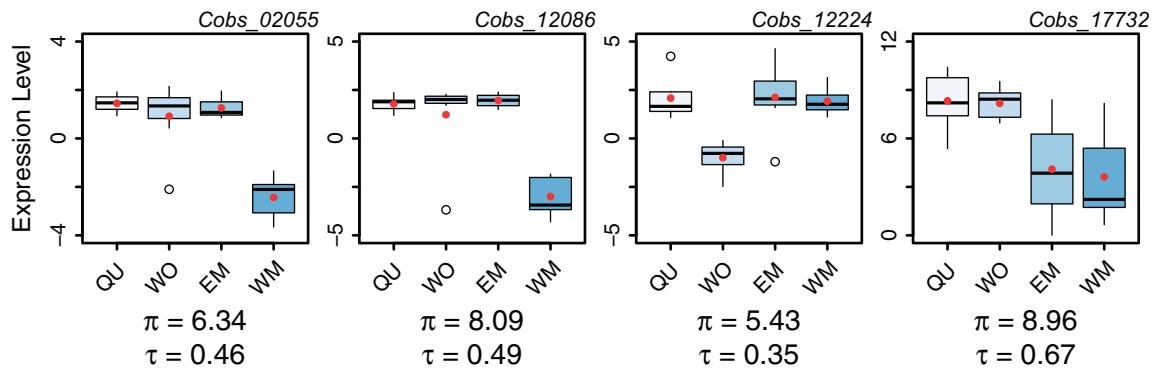 Cobs_02055 Cobs_12086 Cobs_12224 Cobs_17732
Expression Level
4 0 −4
5 0 −5
5 0 −5
12 6 0
QU WO EM WM QU WO EM WM QU WO EM WM QU WO EM WM
π = 6.34 π = 8.09 π = 5.43 π = 8.96
τ = 0.46 τ = 0.49 τ = 0.35 τ = 0.67